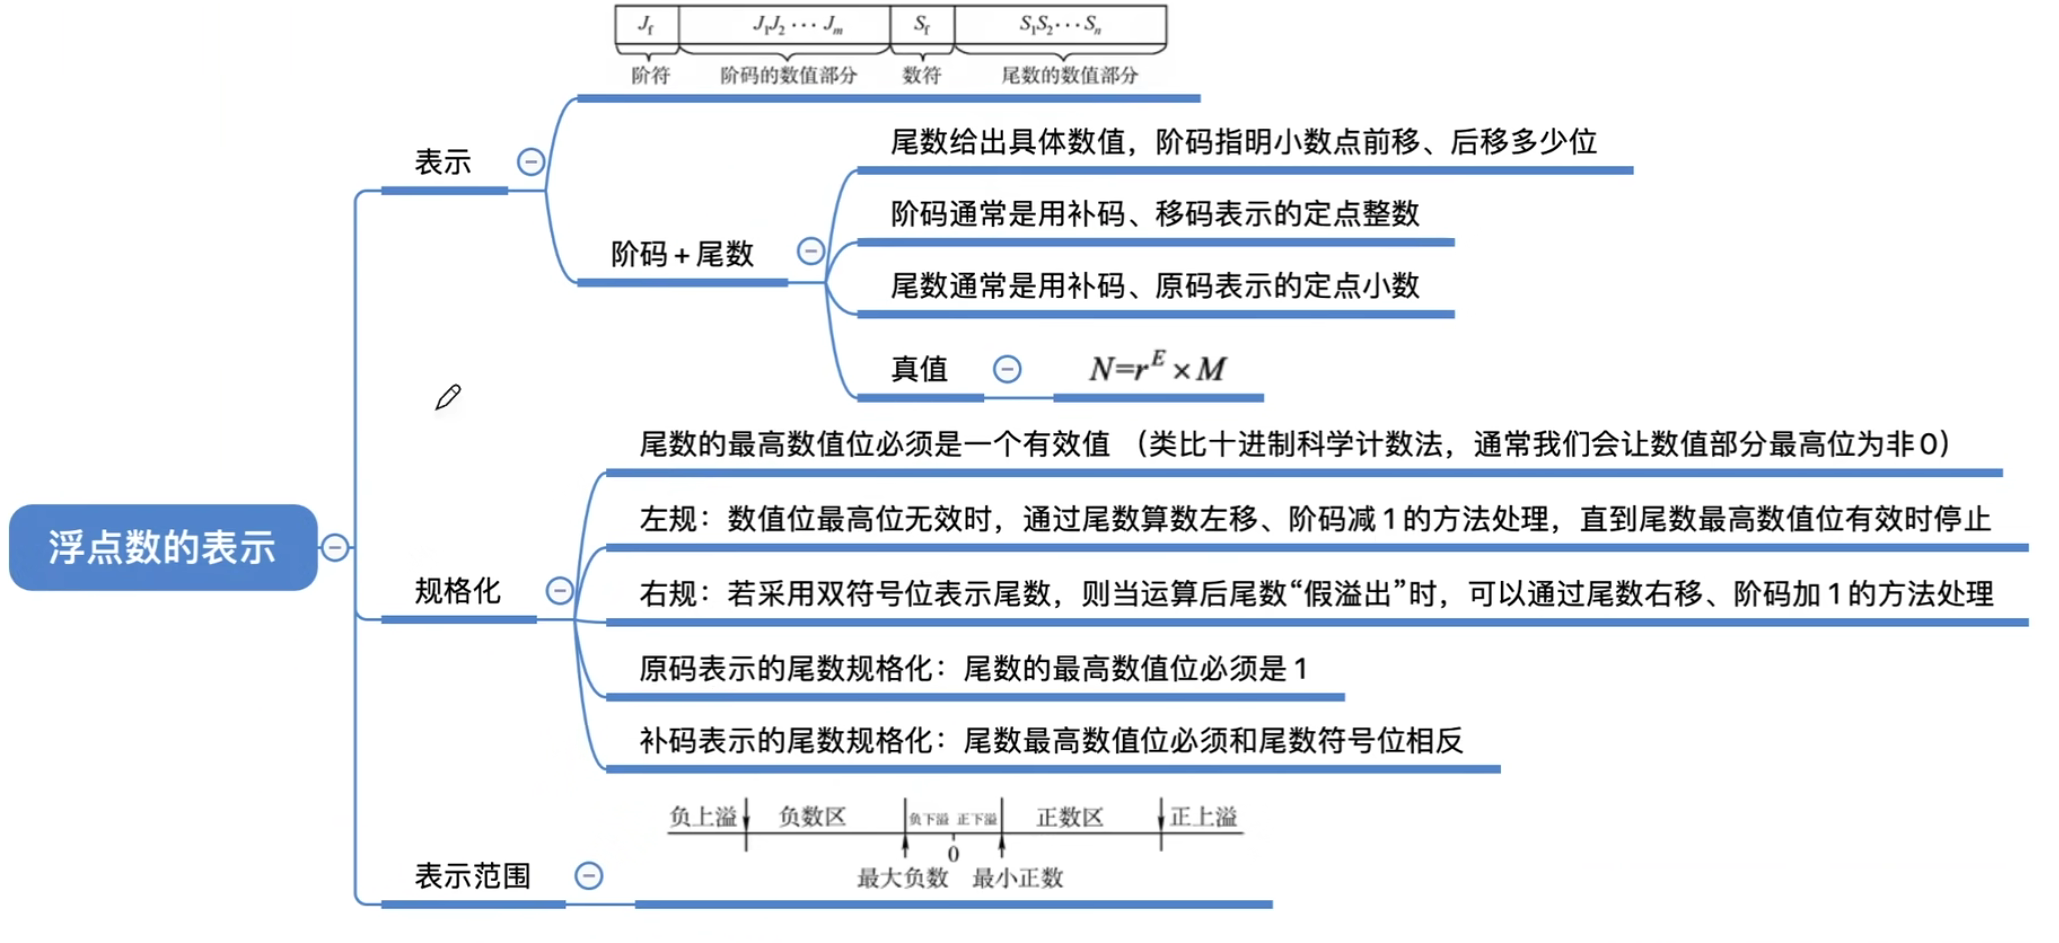 J_f J_1J_2···J_m S_f S_1S_2···S_n
阶符 阶码的数值部分 数符 尾数的数值部分
表示
尾数给出具体数值，阶码指明小数点前移、后移多少位
阶码通常是用补码、移码表示的定点整数
阶码+尾数
尾数通常是用补码、原码表示的定点小数
真值
N=r^E×M
浮点数的表示
规格化
尾数的最高数值位必须是一个有效值 （类比十进制科学计数法，通常我们会让数值部分最高位为非0）
左规：数值位最高位无效时，通过尾数算数左移、阶码减1的方法处理，直到尾数最高数值位有效时停止
右规：若采用双符号位表示尾数，则当运算后尾数“假溢出”时，可以通过尾数右移、阶码加1的方法处理
原码表示的尾数规格化：尾数的最高数值位必须是1
补码表示的尾数规格化：尾数最高数值位必须和尾数符号位相反
表示范围
负上溢 负数区 负下溢 正下溢 正数区 正上溢
0
最大负数 最小正数